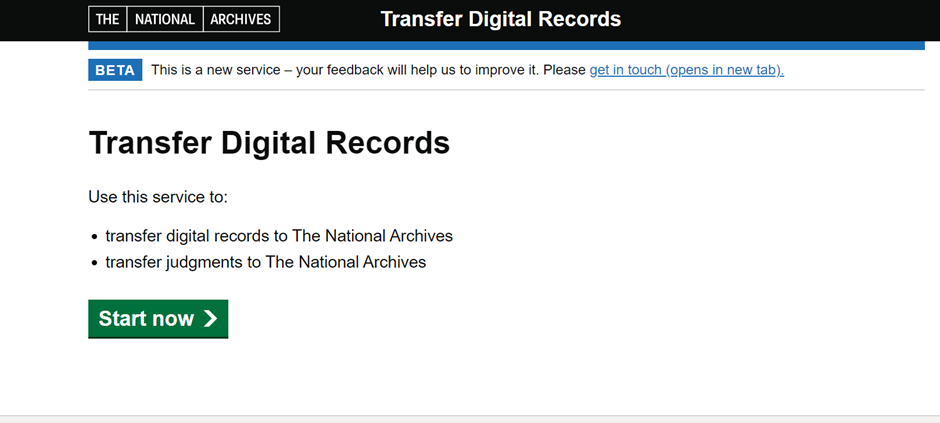 THE NATIONAL ARCHIVES Transfer Digital Records
BETA This is a new service – your feedback will help us to improve it. Please get in touch (opens in new tab).
Transfer Digital Records
Use this service to:
• transfer digital records to The National Archives
• transfer judgments to The National Archives
Start now